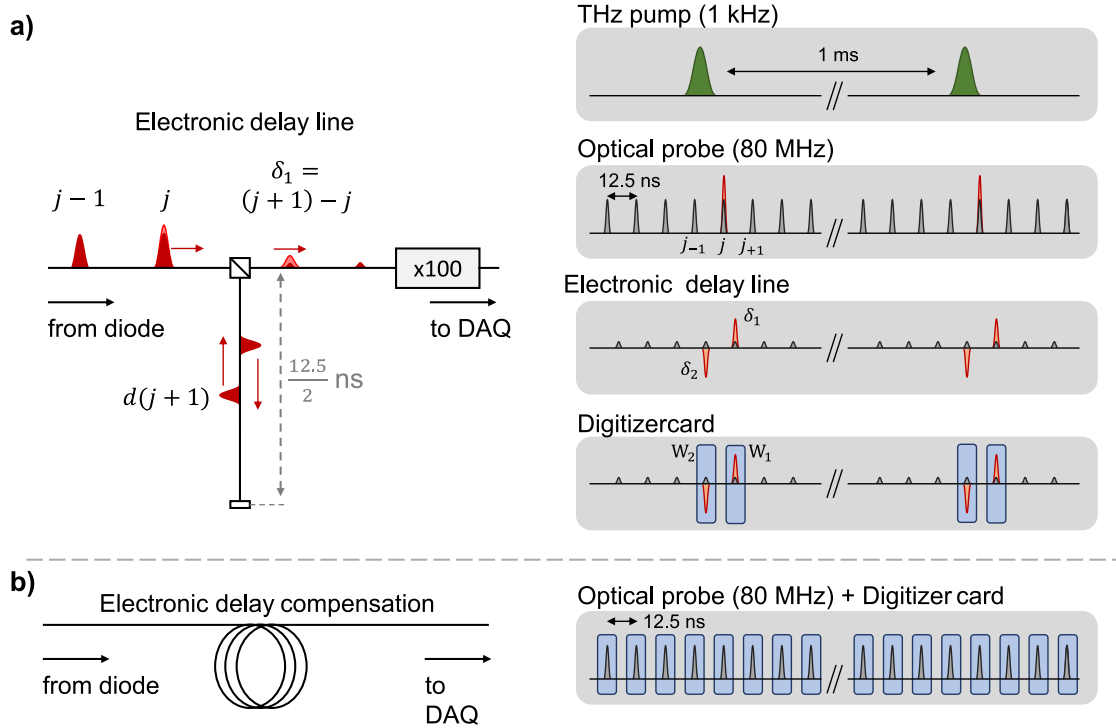 a)
Electronic delay line
j − 1
j
δ₁ =
(j + 1) − j
x100
from diode
to DAQ
d(j + 1)
12.5/2 ns
THz pump (1 kHz)
1 ms
//
Optical probe (80 MHz)
12.5 ns
j₋₁ j j₊₁
//
Electronic delay line
δ₁
δ₂
//
Digitizercard
W₂ W₁
//
b)
Electronic delay compensation
from diode
to
DAQ
Optical probe (80 MHz) + Digitizer card
12.5 ns
//